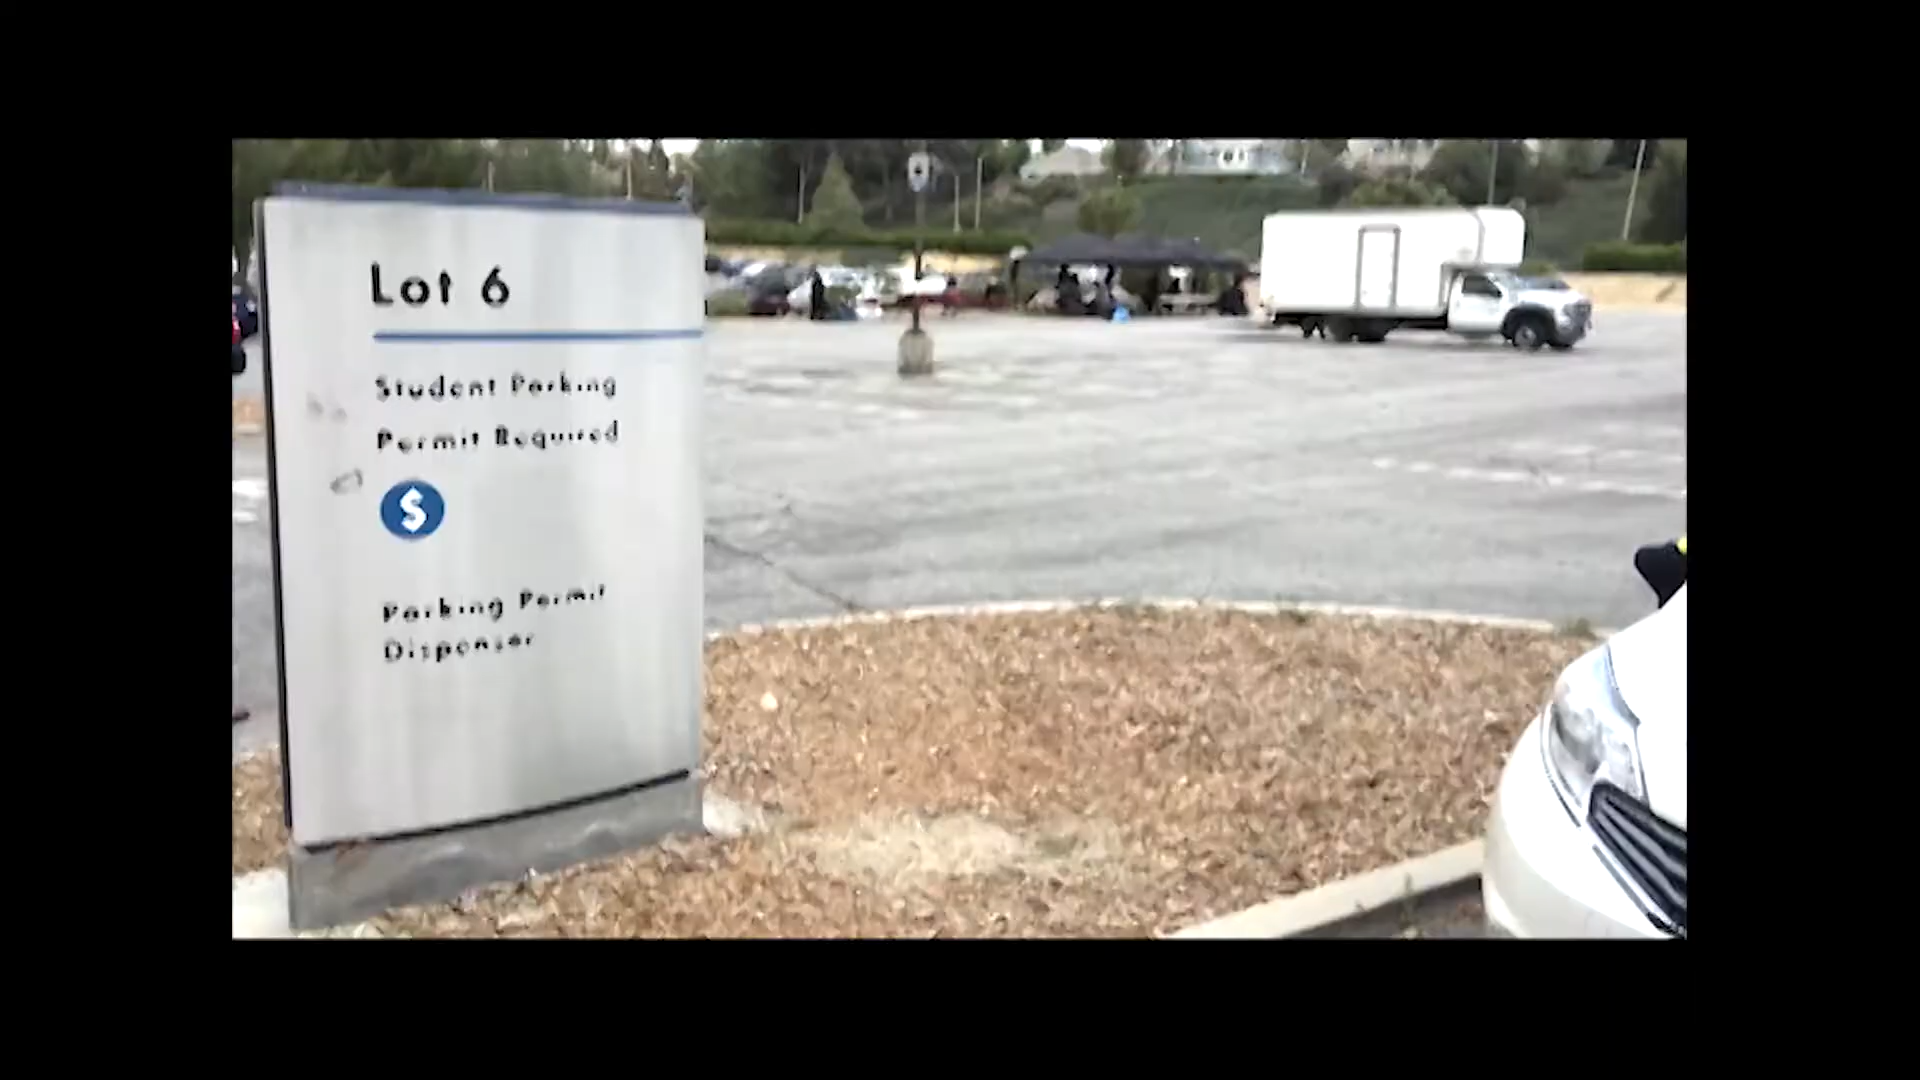 Lot 6
Student Parking
Permit Required
$
Parking Permit
Dispenser